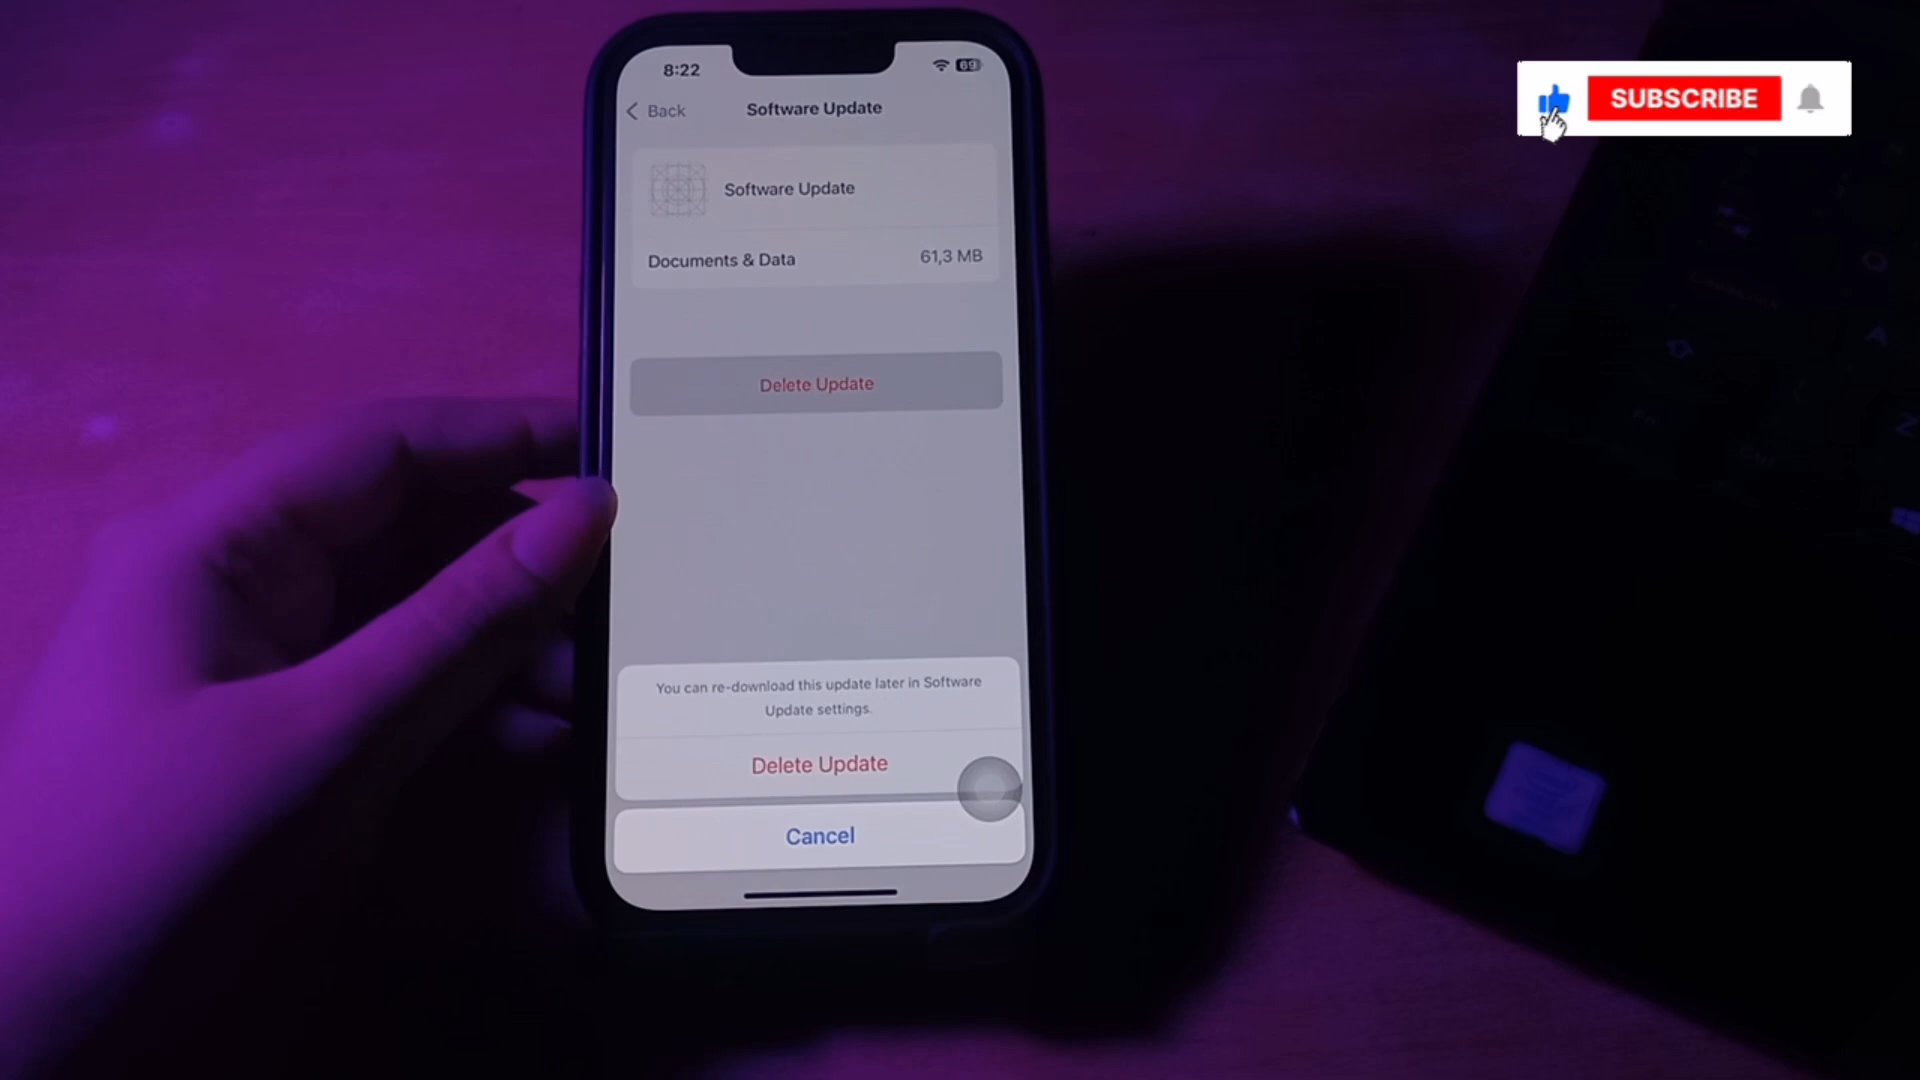 8:22
69
Back
Software Update
Software Update
Documents & Data
61,3 MB
Delete Update
You can re-download this update later in Software
Update settings.
Delete Update
Cancel
SUBSCRIBE